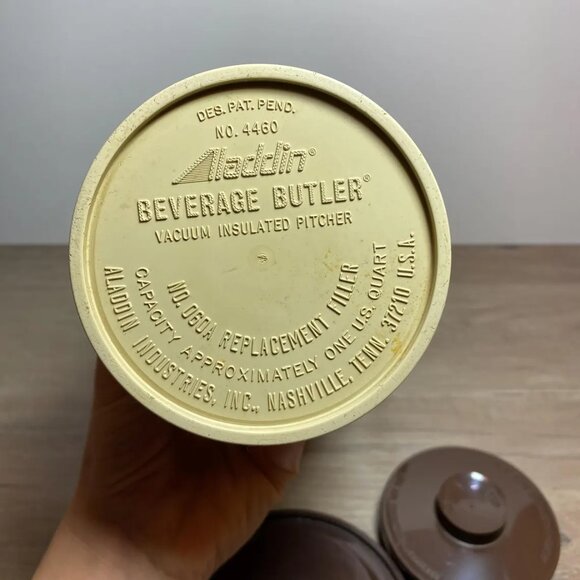 DES. PAT. PEND.
NO. 4460
Aladdin®
BEVERAGE BUTLER®
VACUUM INSULATED PITCHER
NO. 060A REPLACEMENT FILLER
CAPACITY APPROXIMATELY ONE U.S. QUART
ALADDIN INDUSTRIES, INC., NASHVILLE, TENN. 37210 U.S.A.